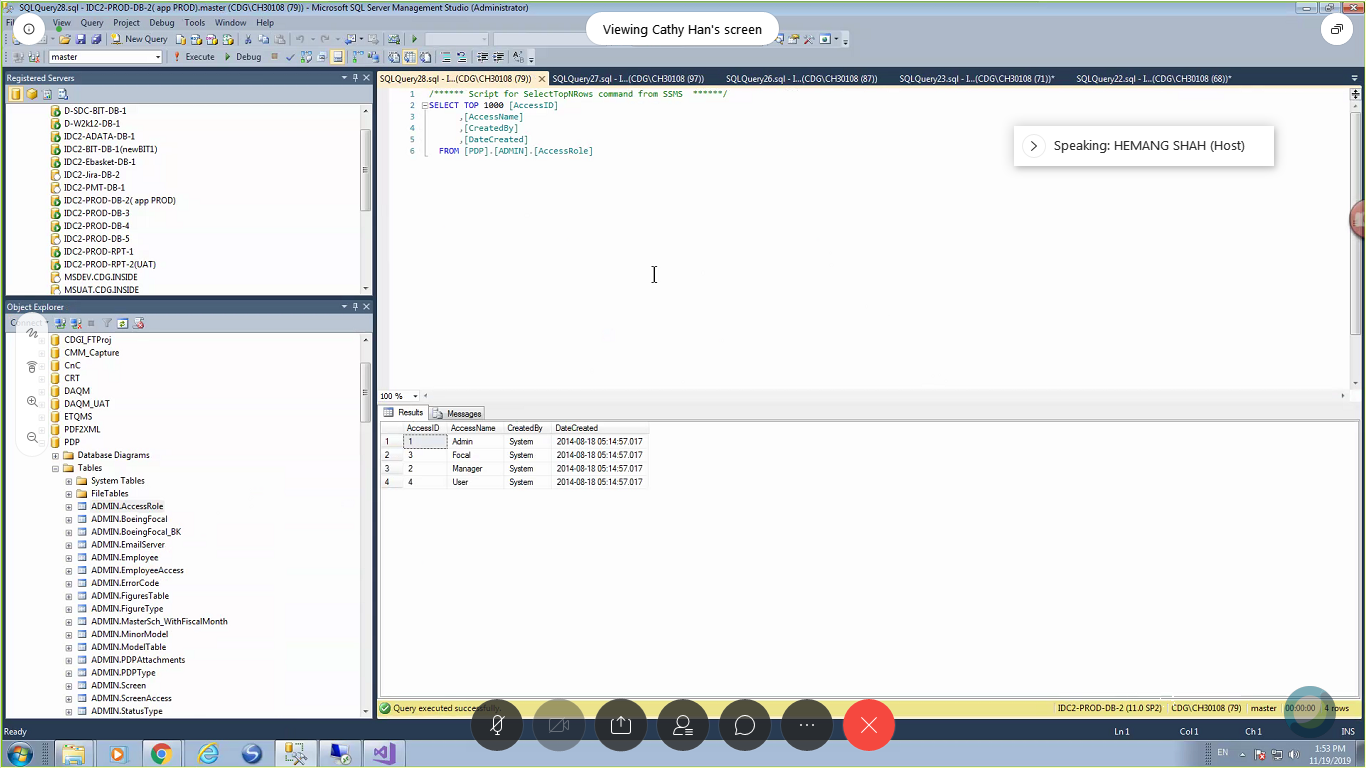 SQLQuery28.sql - IDC2-PROD-DB-2( app PROD).master (CDG\CH30108 (79)) - Microsoft SQL Server Management Studio (Administrator)
View Query Project Debug Tools Window Help
Viewing Cathy Han's screen
New Query
master
Execute
Debug
Registered Servers
D-SDC-BIT-DB-1
D-W2k12-DB-1
IDC2-ADATA-DB-1
IDC2-BIT-DB-1(newBIT1)
IDC2-Ebasket-DB-1
IDC2-Jira-DB-2
IDC2-PMT-DB-1
IDC2-PROD-DB-2( app PROD)
IDC2-PROD-DB-3
IDC2-PROD-DB-4
IDC2-PROD-DB-5
IDC2-PROD-RPT-1
IDC2-PROD-RPT-2(UAT)
MSDEV.CDG.INSIDE
MSUAT.CDG.INSIDE
Object Explorer
CDGI_FTProj
CMM_Capture
CnC
CRT
DAQM
DAQM_UAT
ETQMS
PDF2XML
PDP
Database Diagrams
Tables
System Tables
FileTables
ADMIN.AccessRole
ADMIN.BoeingFocal
ADMIN.BoeingFocal_BK
ADMIN.EmailServer
ADMIN.Employee
ADMIN.EmployeeAccess
ADMIN.ErrorCode
ADMIN.FiguresTable
ADMIN.FigureType
ADMIN.MasterSch_WithFiscalMonth
ADMIN.MinorModel
ADMIN.ModelTable
ADMIN.PDPAttachments
ADMIN.PDPType
ADMIN.Screen
ADMIN.ScreenAccess
ADMIN.StatusType
SQLQuery28.sql - I...(CDG\CH30108 (79)) SQLQuery27.sql - I...(CDG\CH30108 (97)) SQLQuery26.sql - I...(CDG\CH30108 (87)) SQLQuery23.sql - I...(CDG\CH30108 (71))* SQLQuery22.sql - I...(CDG\CH30108 (68))*
1 /****** Script for SelectTopNRows command from SSMS ******/
2 SELECT TOP 1000 [AccessID]
3 ,[AccessName]
4 ,[CreatedBy]
5 ,[DateCreated]
6 FROM [PDP].[ADMIN].[AccessRole]
Speaking: HEMANG SHAH (Host)
100 %
Results Messages
AccessID AccessName CreatedBy DateCreated
1 1 Admin System 2014-08-18 05:14:57.017
2 3 Focal System 2014-08-18 05:14:57.017
3 2 Manager System 2014-08-18 05:14:57.017
4 4 User System 2014-08-18 05:14:57.017
Query executed successfully. IDC2-PROD-DB-2 (11.0 SP2) CDG\CH30108 (79) master 00:00:00 4 rows
Ready Ln 1 Col 1 Ch 1 INS
EN
1:53 PM
11/19/2019